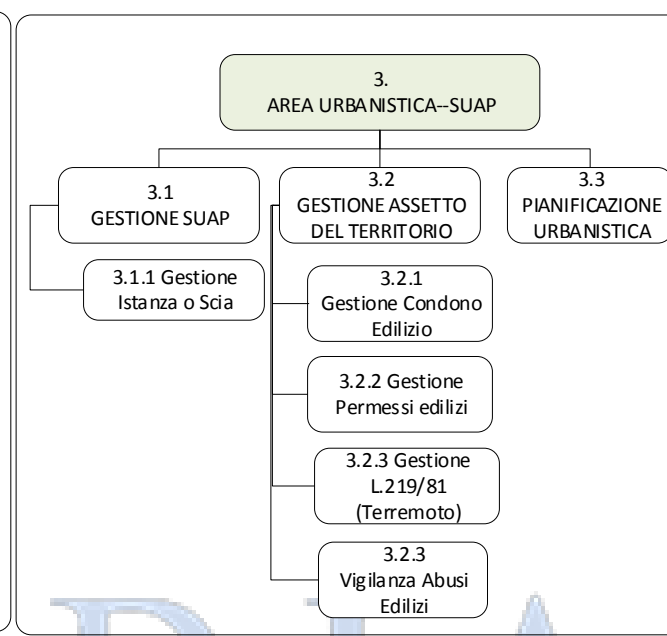 3.
AREA URBANISTICA--SUAP
3.1
GESTIONE SUAP
3.2
GESTIONE ASSETTO
DEL TERRITORIO
3.3
PIANIFICAZIONE
URBANISTICA
3.1.1 Gestione
Istanza o Scia
3.2.1
Gestione Condono
Edilizio
3.2.2 Gestione
Permessi edilizi
3.2.3 Gestione
L.219/81
(Terremoto)
3.2.3
Vigilanza Abusi
Edilizi